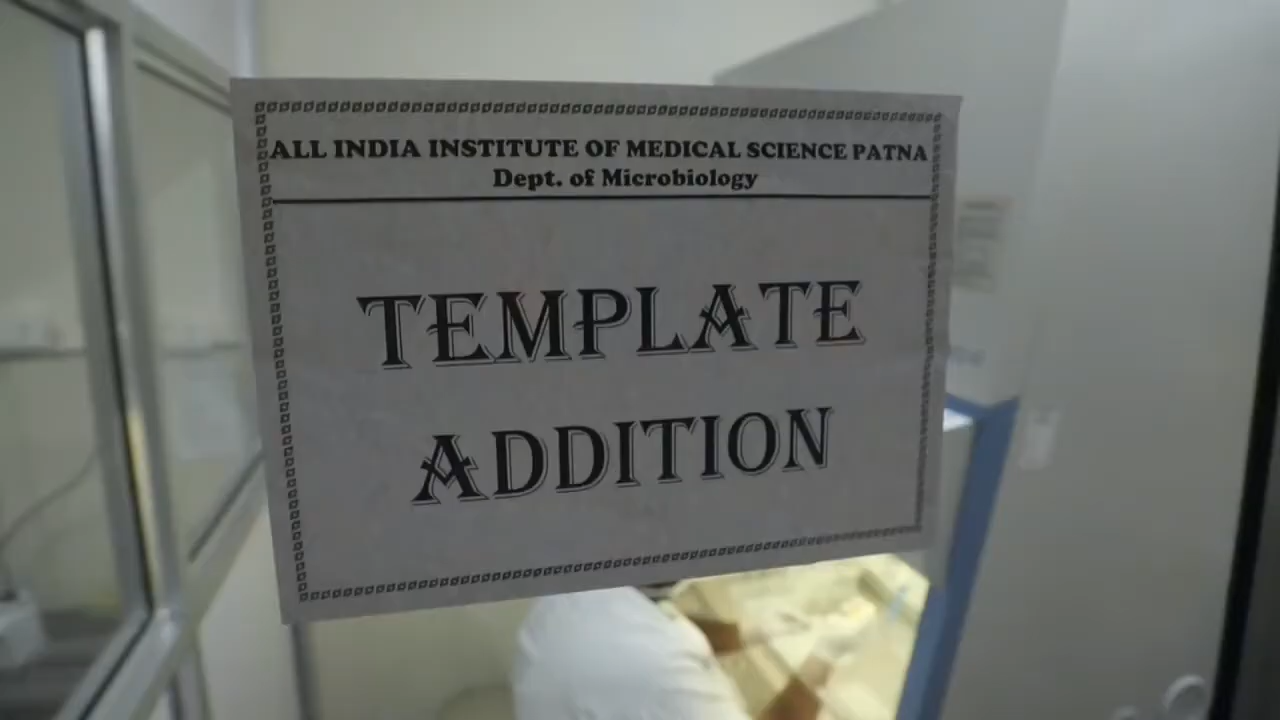 ALL INDIA INSTITUTE OF MEDICAL SCIENCE PATNA
Dept. of Microbiology
TEMPLATE
ADDITION